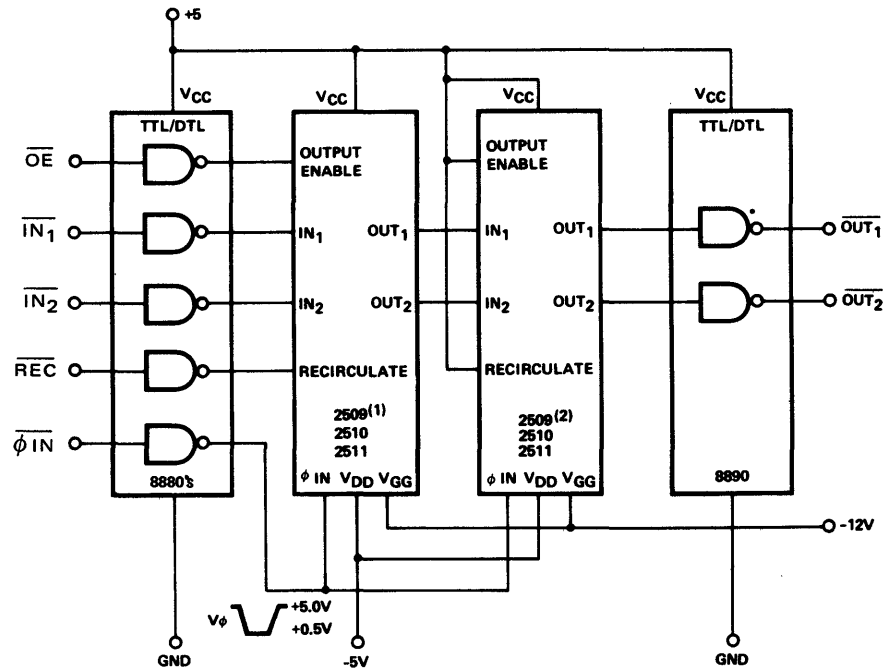 +5
VCC
VCC
VCC
VCC
TTL/DTL
TTL/DTL
OE
OUTPUT
ENABLE
OUTPUT
ENABLE
IN1
IN1
OUT1
IN1
OUT1
OUT1
IN2
IN2
OUT2
IN2
OUT2
OUT2
REC
RECIRCULATE
RECIRCULATE
φ IN
2509(1)
2510
2511
2509(2)
2510
2511
8880's
φ IN VDD VGG
φ IN VDD VGG
8890
-12V
Vφ
+5.0V
+0.5V
GND
-5V
GND